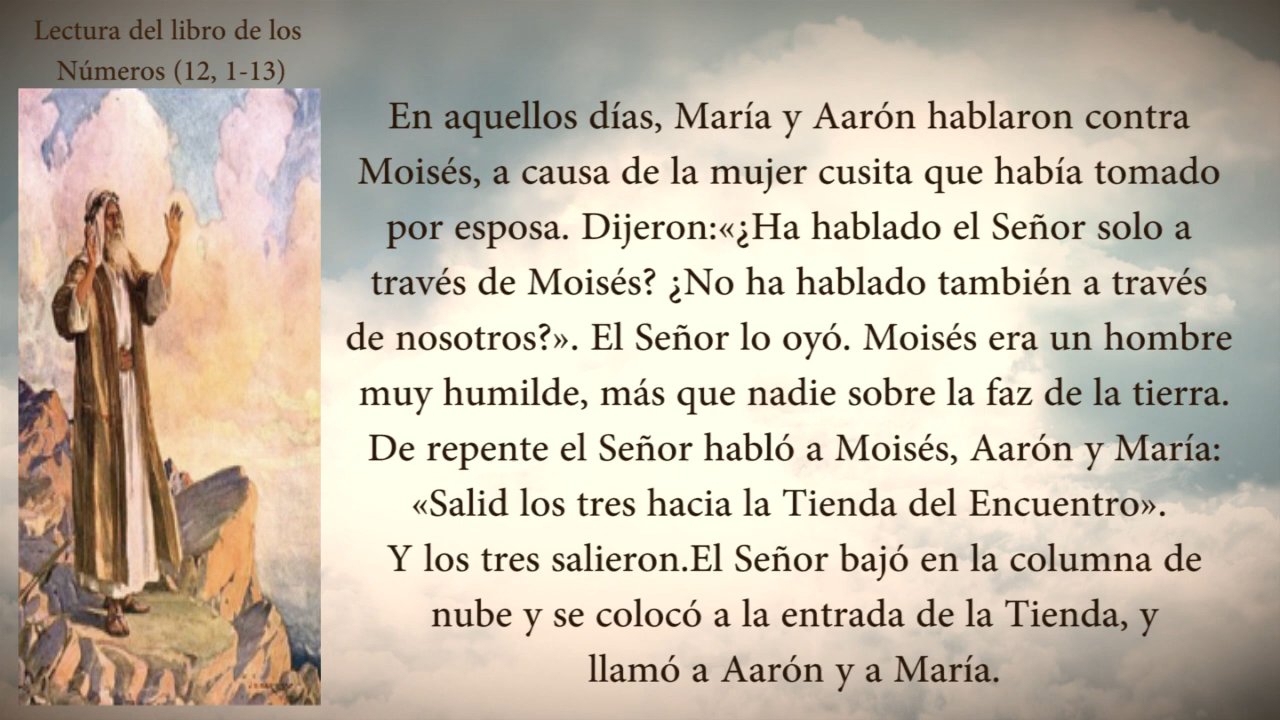 Lectura del libro de los
Números (12, 1-13)
En aquellos días, María y Aarón hablaron contra
Moisés, a causa de la mujer cusita que había tomado
por esposa. Dijeron:«¿Ha hablado el Señor solo a
través de Moisés? ¿No ha hablado también a través
de nosotros?». El Señor lo oyó. Moisés era un hombre
muy humilde, más que nadie sobre la faz de la tierra.
De repente el Señor habló a Moisés, Aarón y María:
«Salid los tres hacia la Tienda del Encuentro».
Y los tres salieron.El Señor bajó en la columna de
nube y se colocó a la entrada de la Tienda, y
llamó a Aarón y a María.